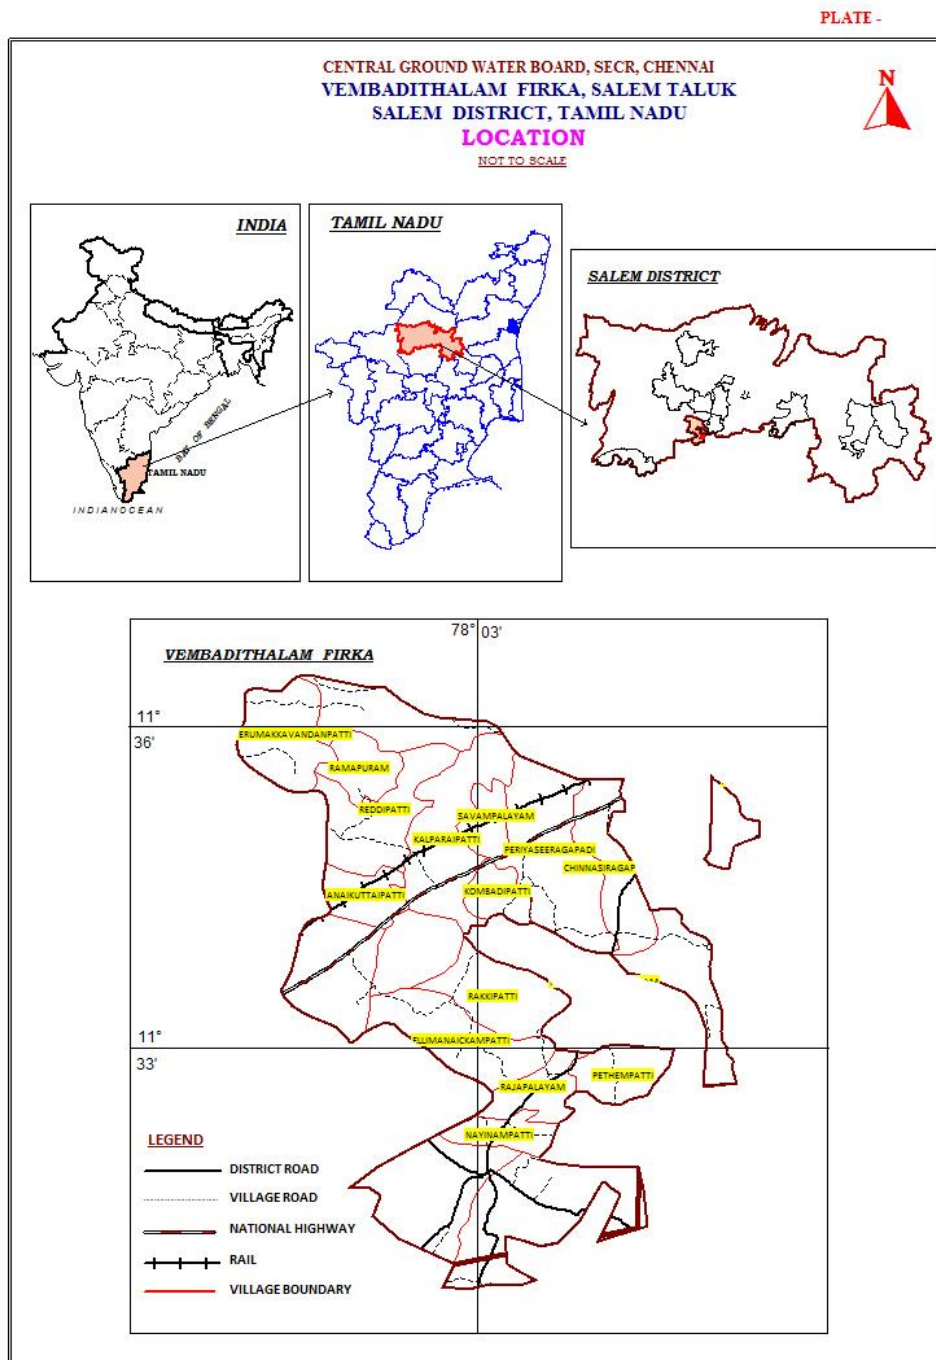 PLATE -
CENTRAL GROUND WATER BOARD, SECR, CHENNAI
VEMBADITHALAM FIRKA, SALEM TALUK
SALEM DISTRICT, TAMIL NADU
LOCATION
NOT TO SCALE
N
INDIA
BAY OF BENGAL
TAMIL NADU
INDIANOCEAN
TAMIL NADU
SALEM DISTRICT
VEMBADITHALAM FIRKA
78° 03'
11°
36'
ERUMAKKAVANDANPATTI
RAMAPURAM
REDDIPATTI
SAVAMPALAYAM
KALPARAIPATTI
PERIYASEERAGAPADI
CHINNASIRAGAP
ANAIKUTTAIPATTI
KOMBADIPATTI
RAKKIPATTI
11°
33'
ELLIMANAICKAMPATTI
PETHEMPATTI
RAJAPALAYAM
NAYINAMPATTI
LEGEND
DISTRICT ROAD
VILLAGE ROAD
NATIONAL HIGHWAY
RAIL
VILLAGE BOUNDARY